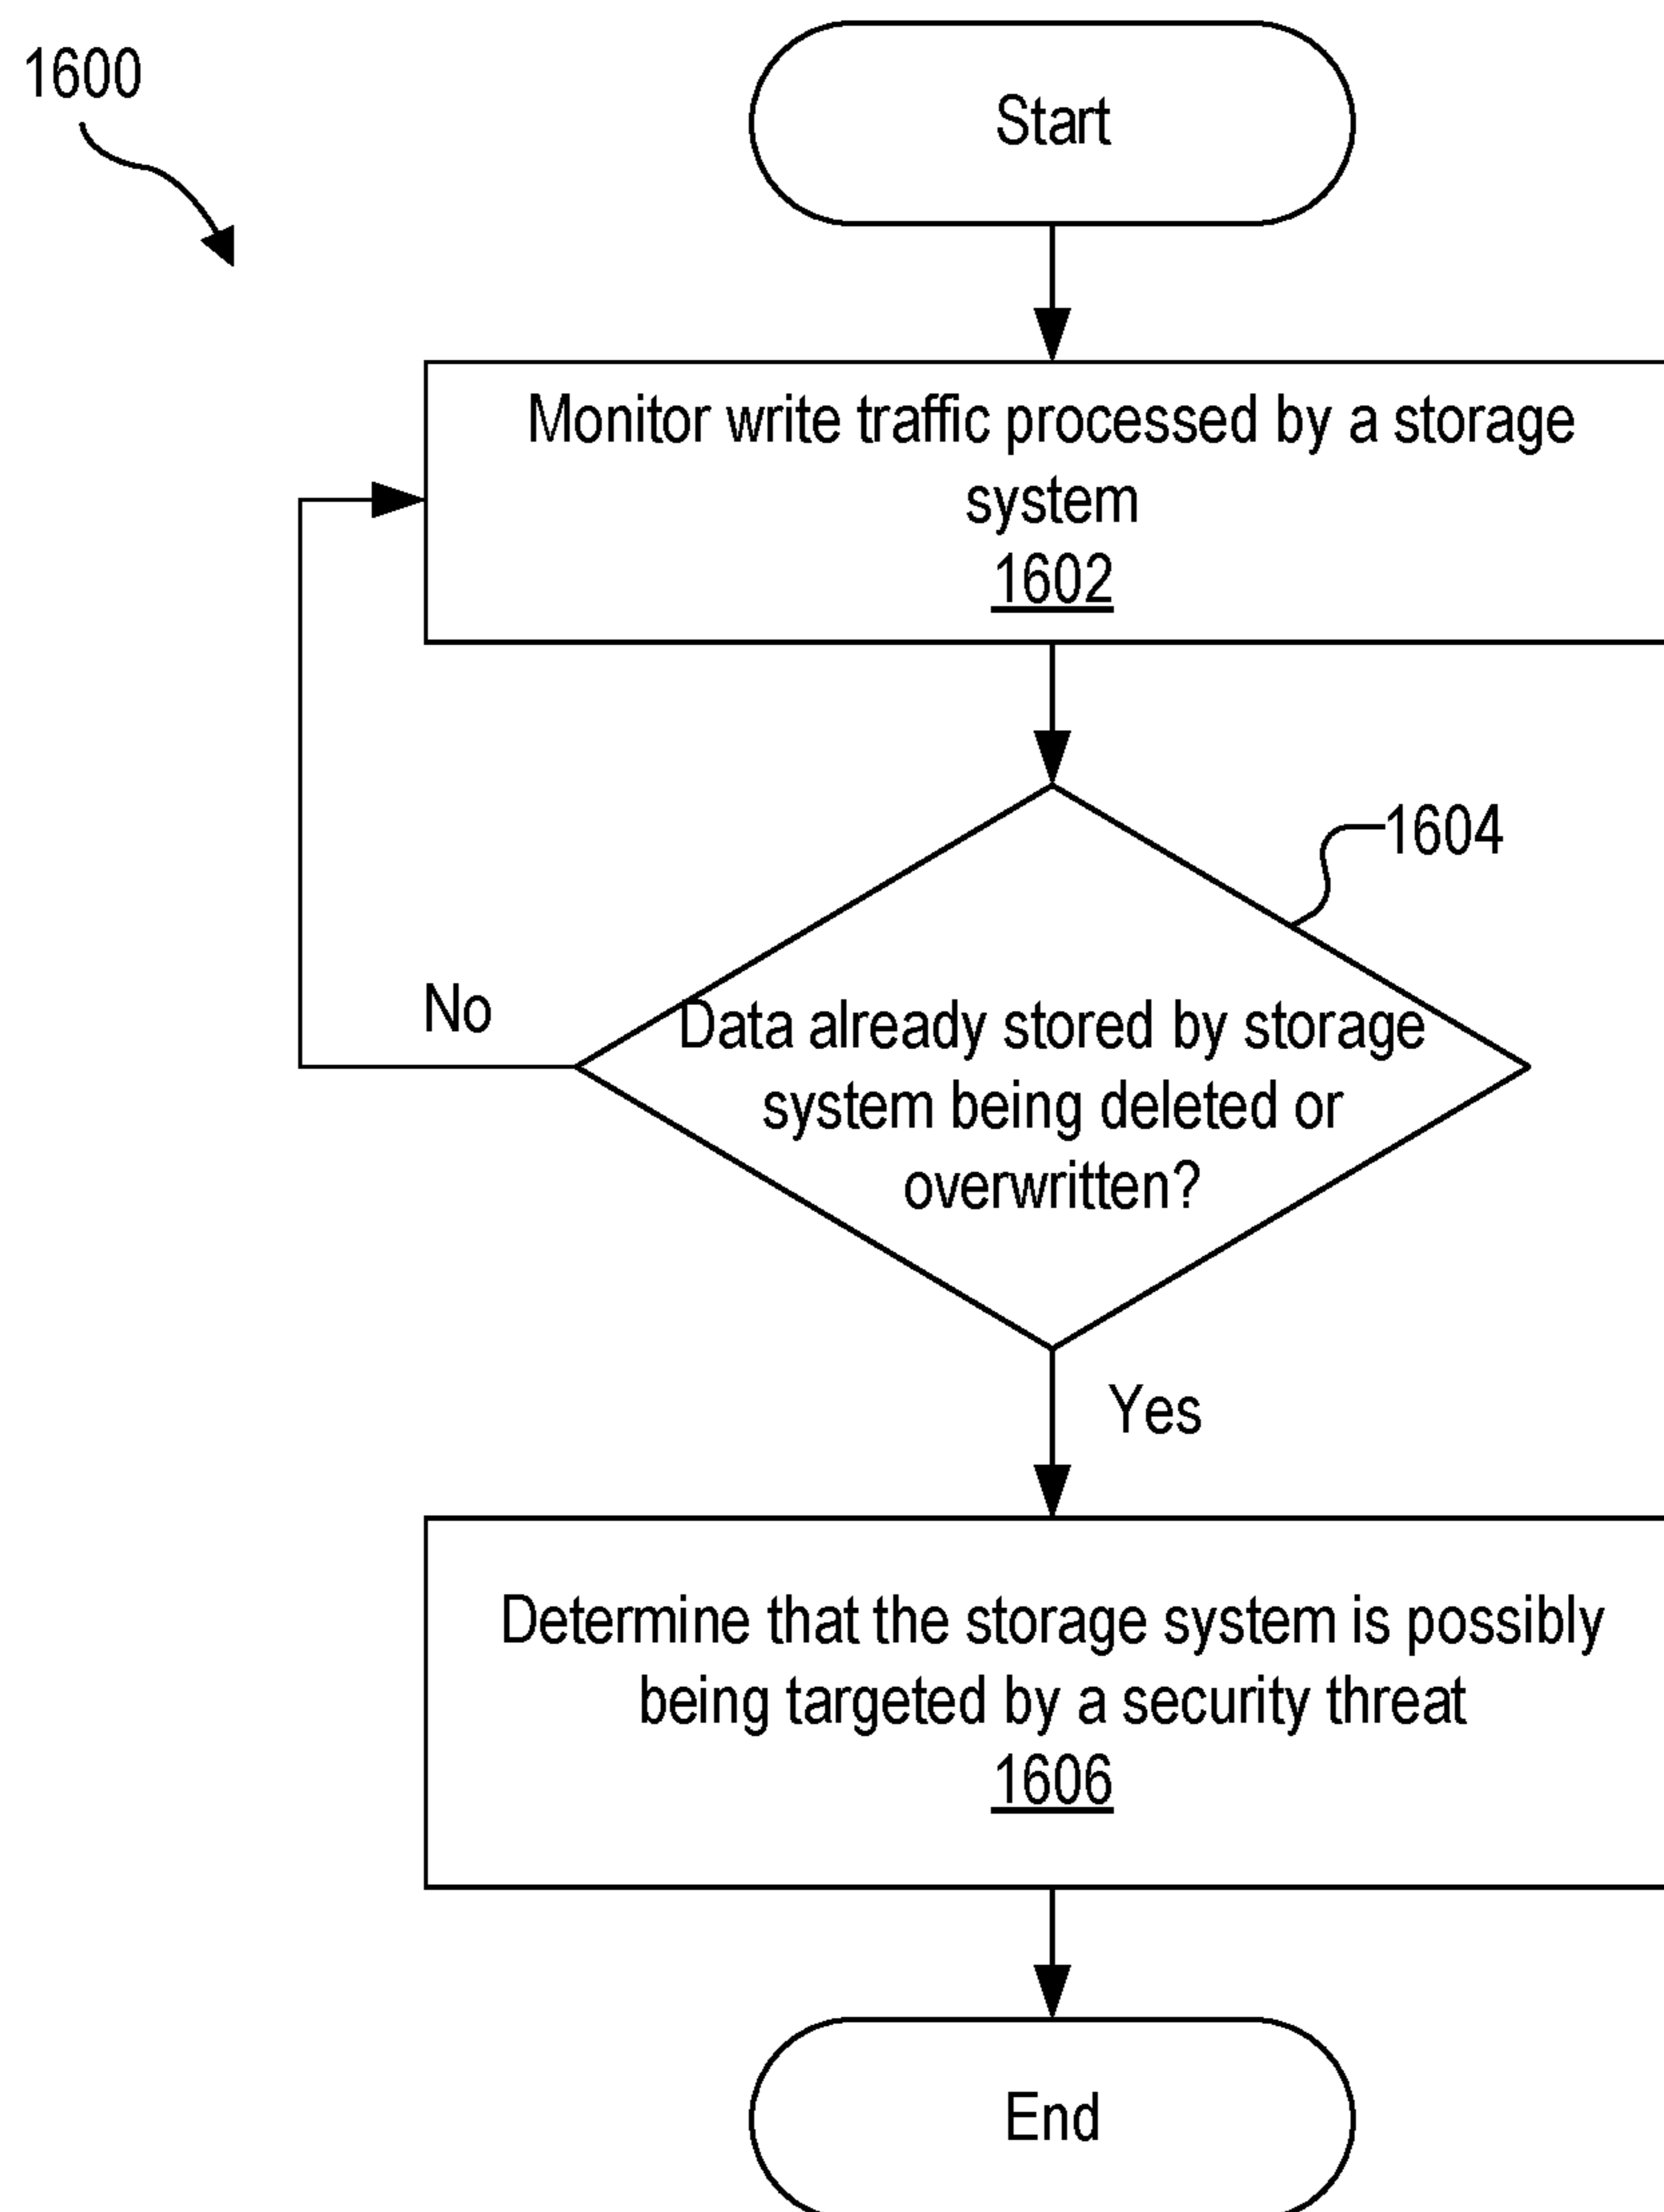 1600
Start
Monitor write traffic processed by a storage
system
1602
1604
No
Data already stored by storage
system being deleted or
overwritten?
Yes
Determine that the storage system is possibly
being targeted by a security threat
1606
End